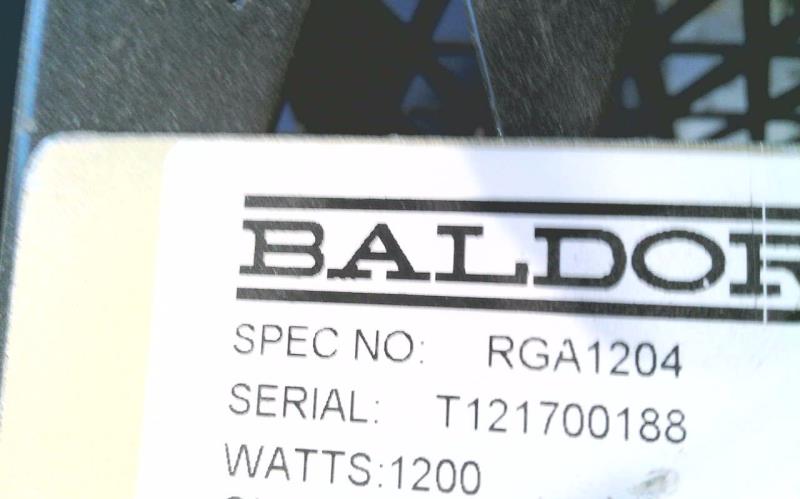 BALDOR
SPEC NO: RGA1204
SERIAL: T121700188
WATTS:1200